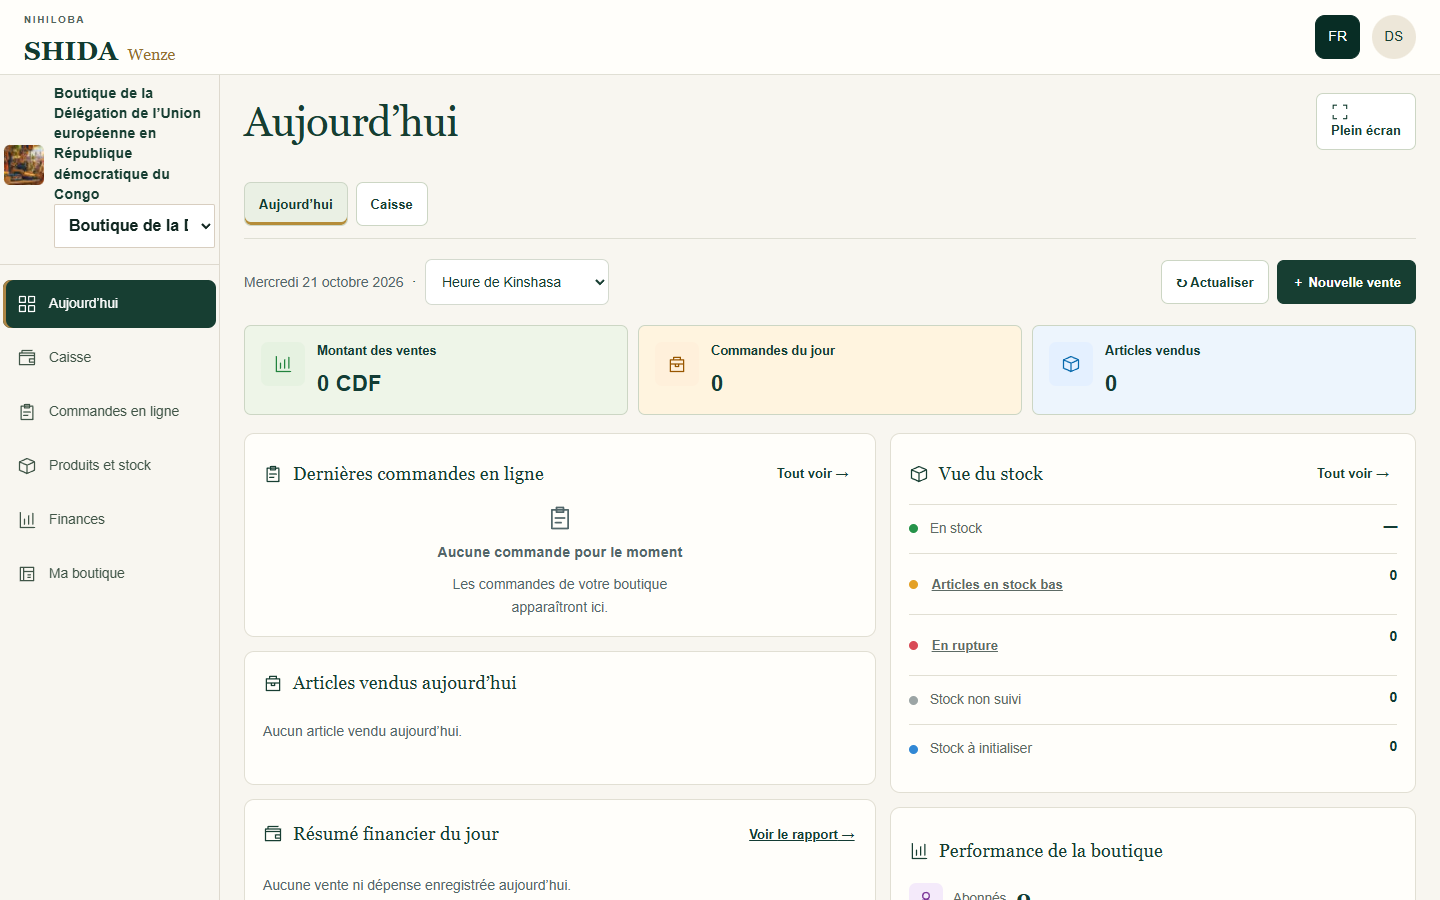 NIHILOBA
SHIDA Wenze
FR
DS
Boutique de la
Délégation de l’Union
européenne en
République
démocratique du
Congo
Boutique de la D
Aujourd’hui
Caisse
Commandes en ligne
Produits et stock
Finances
Ma boutique
Aujourd’hui
Plein écran
Aujourd’hui
Caisse
Mercredi 21 octobre 2026 ·
Heure de Kinshasa
↻ Actualiser
+ Nouvelle vente
Montant des ventes
0 CDF
Commandes du jour
0
Articles vendus
0
Dernières commandes en ligne
Tout voir →
Aucune commande pour le moment
Les commandes de votre boutique
apparaîtront ici.
Articles vendus aujourd’hui
Aucun article vendu aujourd’hui.
Résumé financier du jour
Voir le rapport →
Aucune vente ni dépense enregistrée aujourd’hui.
Vue du stock
Tout voir →
En stock —
Articles en stock bas 0
En rupture 0
Stock non suivi 0
Stock à initialiser 0
Performance de la boutique
Abonnés 0